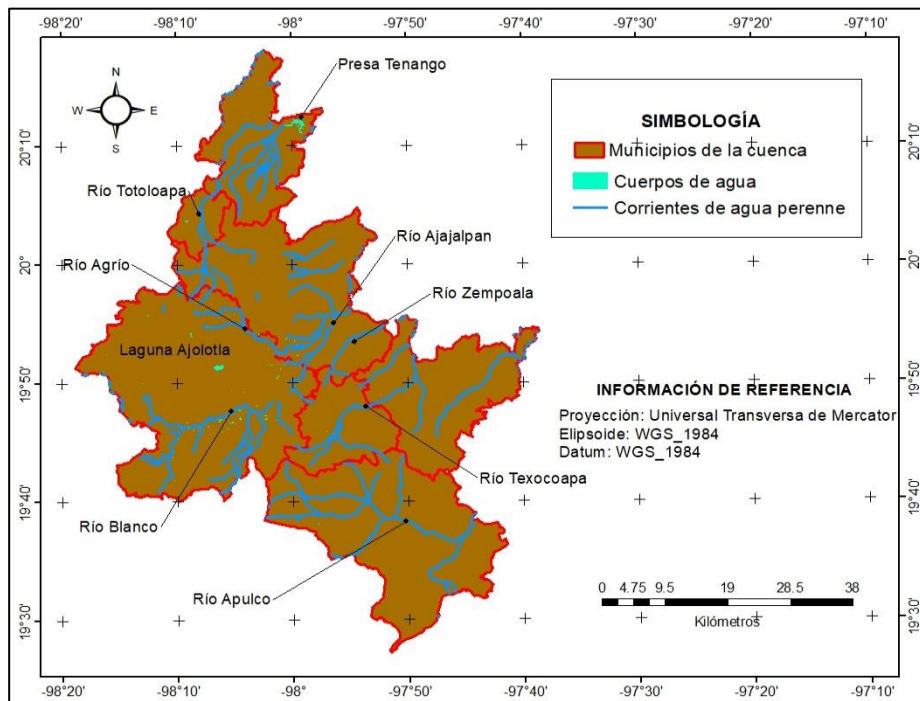 -98°20' -98°10' -98° -97°50' -97°40' -97°30' -97°20' -97°10'
N
W E
S
Presa Tenango
SIMBOLOGÍA
Municipios de la cuenca
Cuerpos de agua
Corrientes de agua perenne
20°10' 20°10'
Río Totoloapa
Río Ajajalpan
20° 20°
Río Agrío
Río Zempoala
Laguna Ajolotla
19°50' 19°50'
INFORMACIÓN DE REFERENCIA
Proyección: Universal Transversa de Mercator
Elipsoide: WGS_1984
Datum: WGS_1984
Río Texocoapa
19°40' 19°40'
Río Blanco
Río Apulco
0 4.75 9.5 19 28.5 38
Kilómetros
19°30' 19°30'
-98°20' -98°10' -98° -97°50' -97°40' -97°30' -97°20' -97°10'